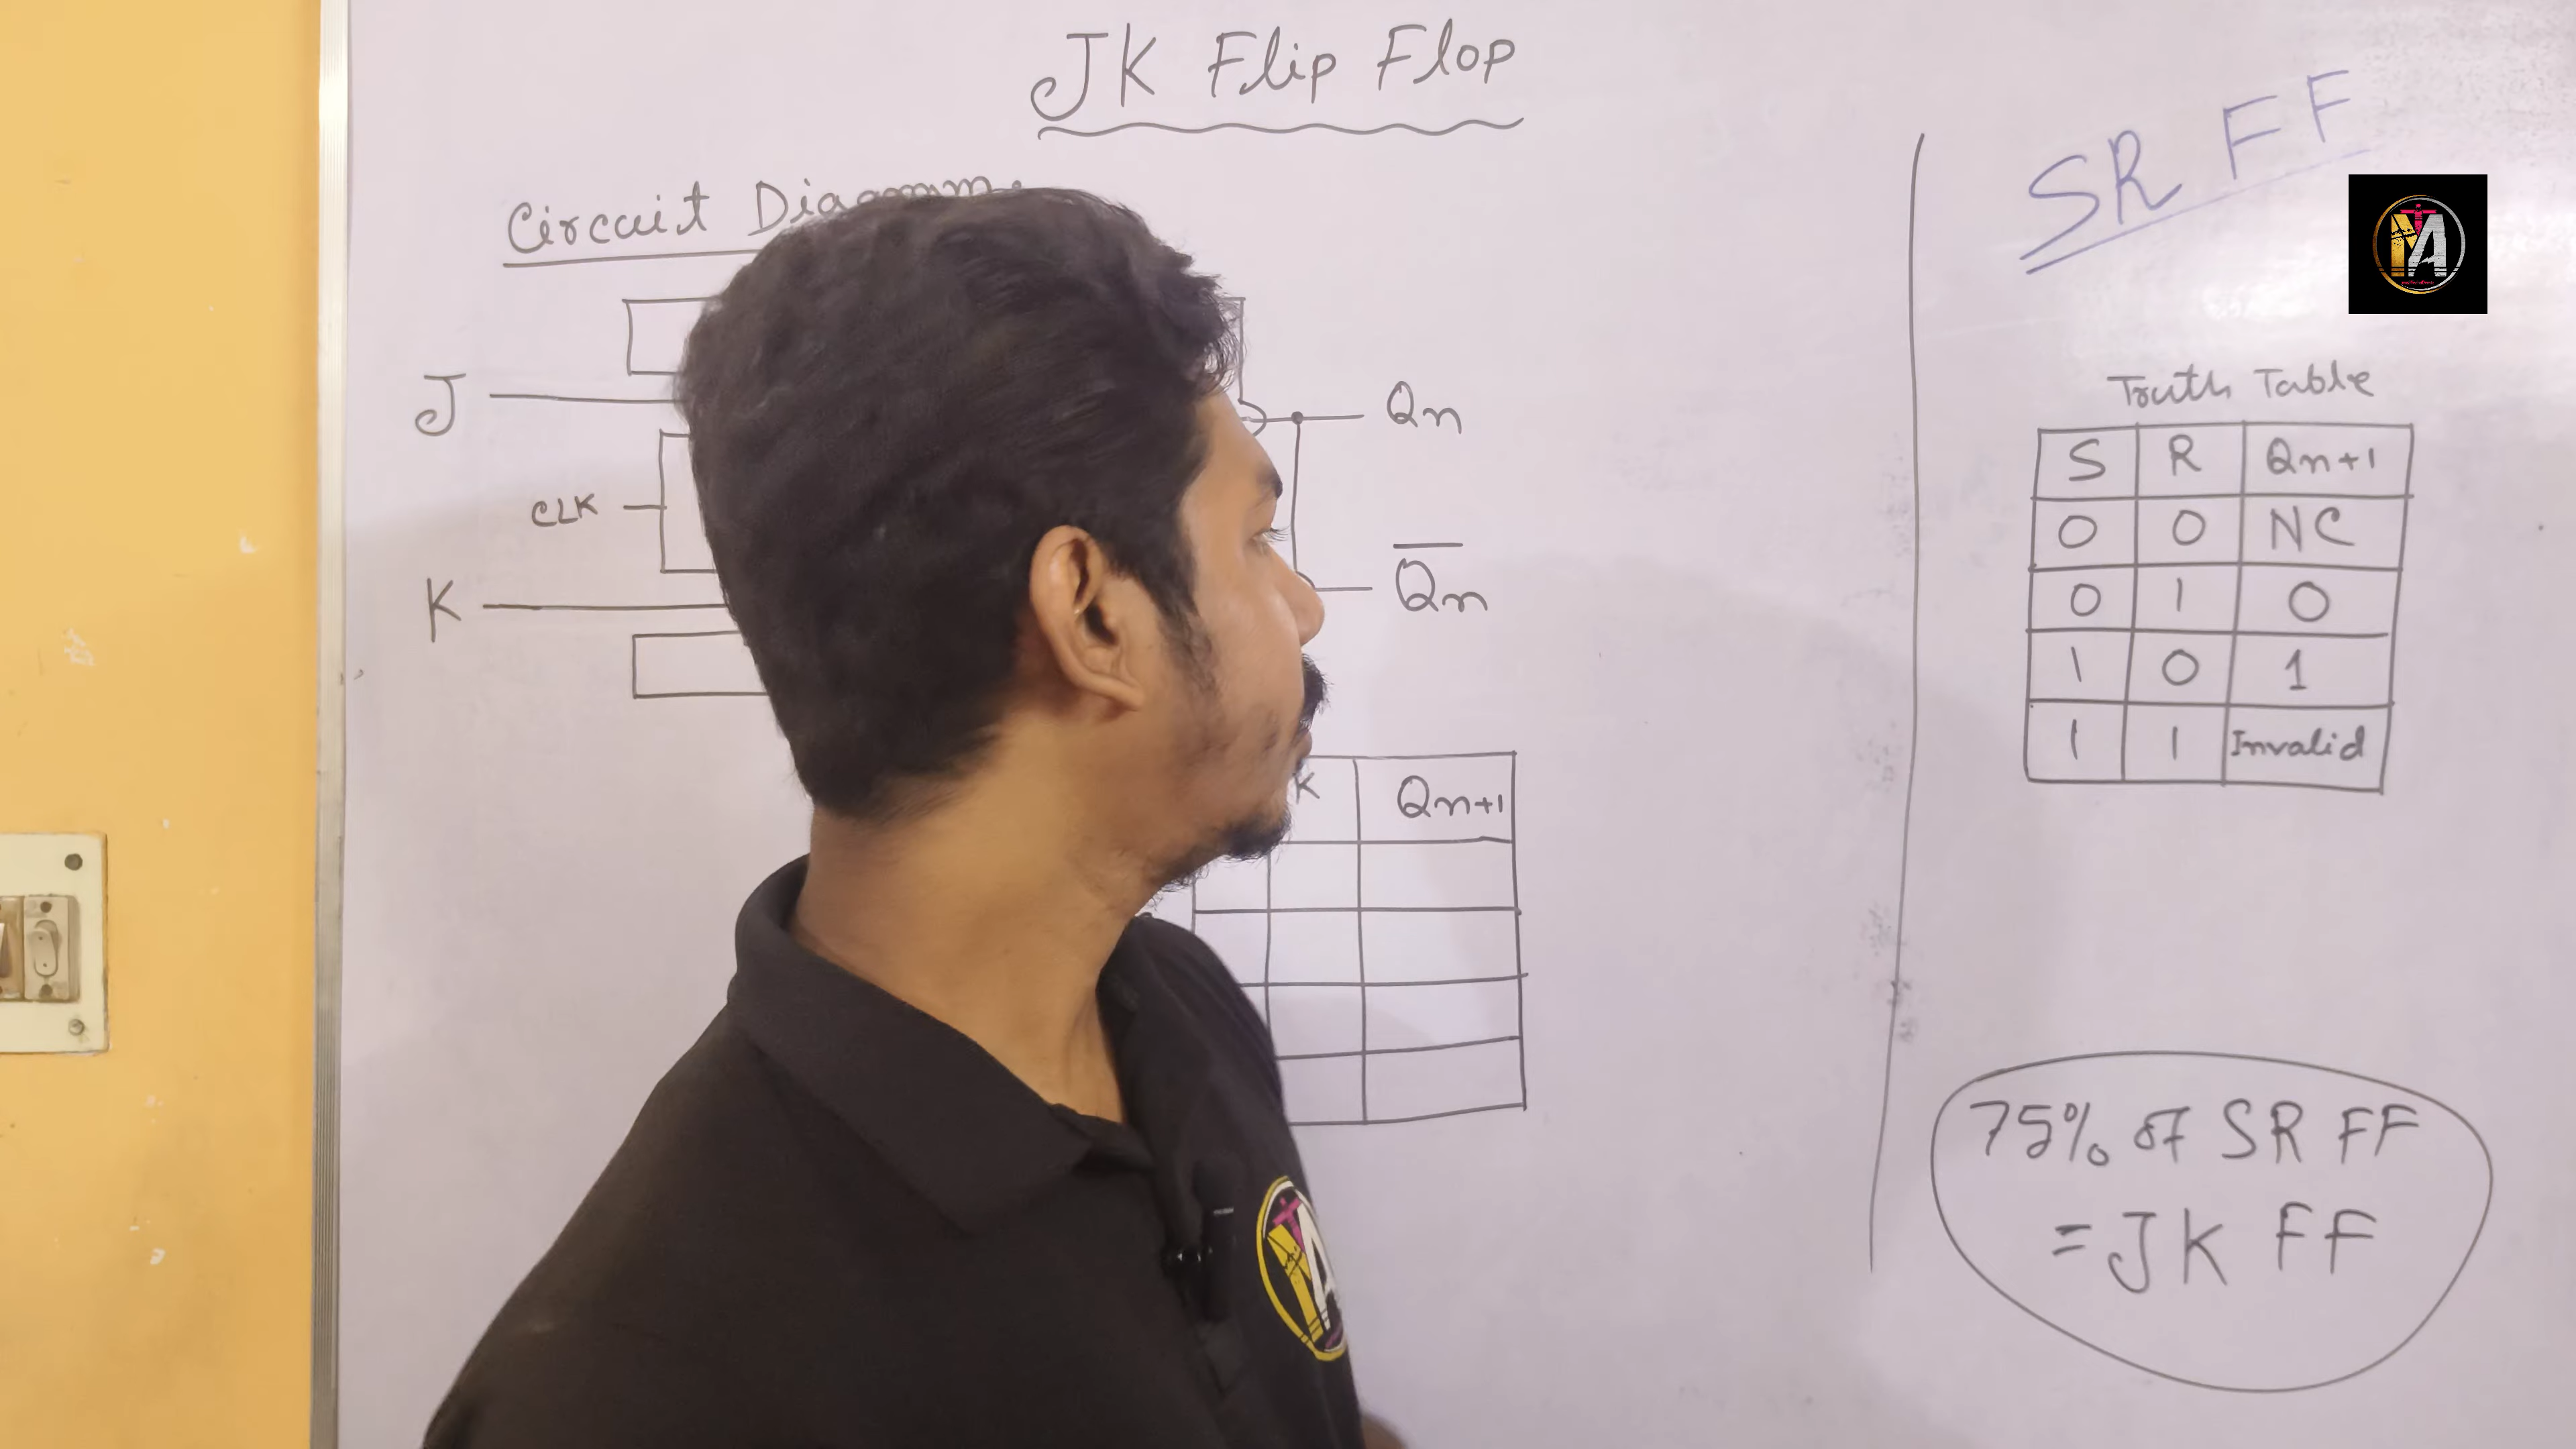 JK Flip Flop
Circuit
J
CLK
K
Qn
Qn
K Qn+1
SR FF
Truth Table
S R Qn+1
0 0 NC
0 1 0
1 0 1
1 1 Invalid
75% of SR FF
= JK FF